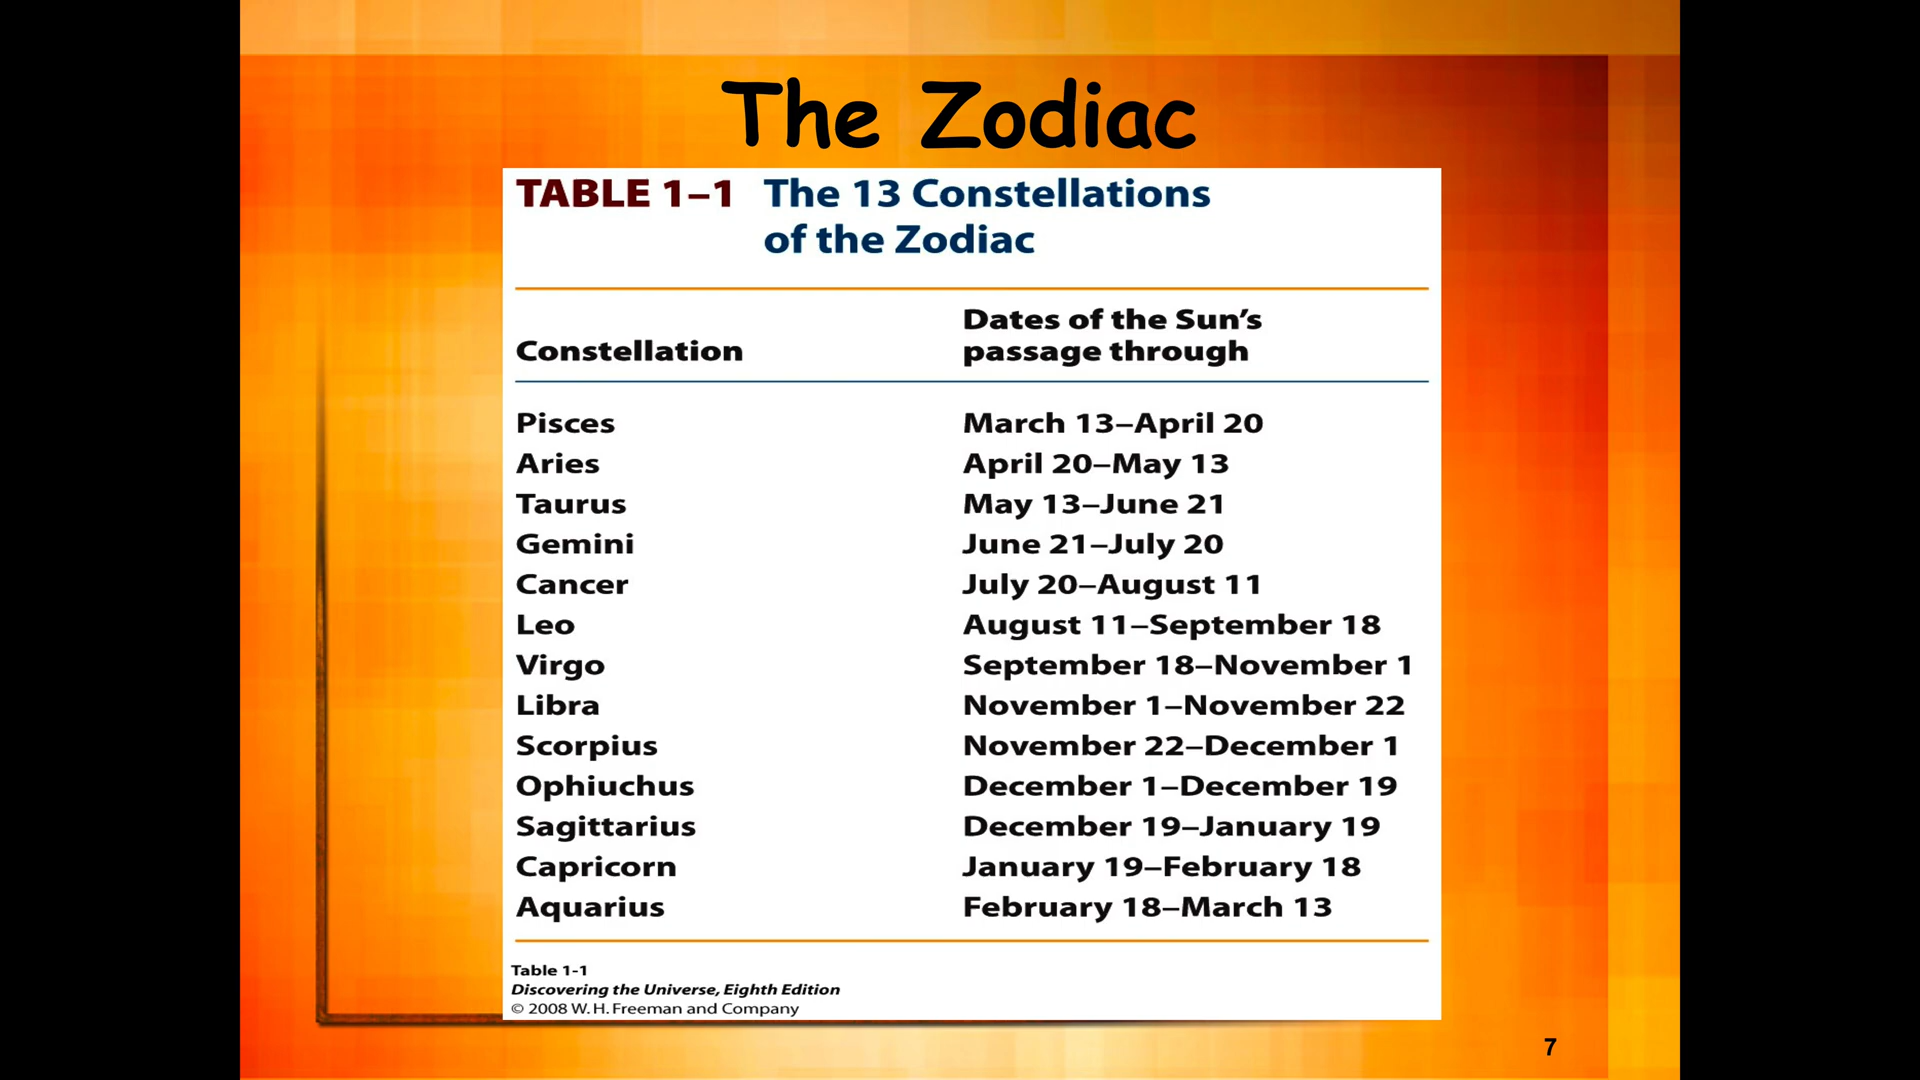 The Zodiac
TABLE 1–1 The 13 Constellations
of the Zodiac
Dates of the Sun’s
Constellation passage through
Pisces March 13–April 20
Aries April 20–May 13
Taurus May 13–June 21
Gemini June 21–July 20
Cancer July 20–August 11
Leo August 11–September 18
Virgo September 18–November 1
Libra November 1–November 22
Scorpius November 22–December 1
Ophiuchus December 1–December 19
Sagittarius December 19–January 19
Capricorn January 19–February 18
Aquarius February 18–March 13
Table 1-1
Discovering the Universe, Eighth Edition
© 2008 W. H. Freeman and Company
7